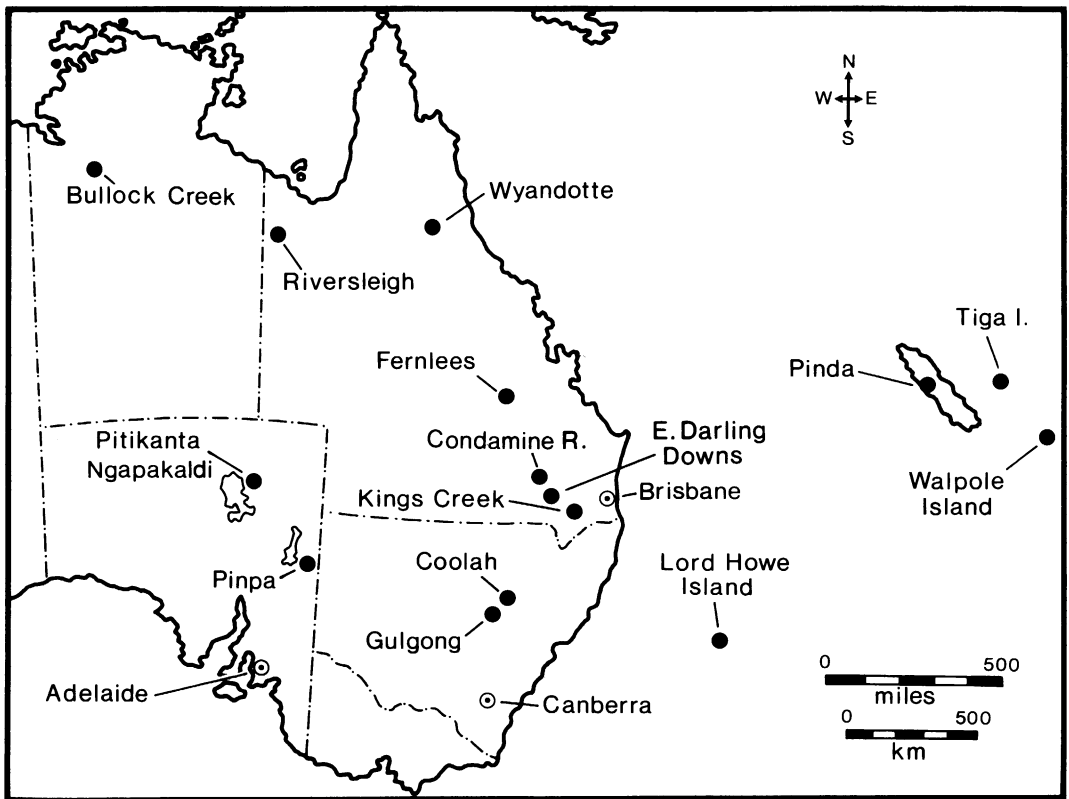 N
W E
S
Bullock Creek
Wyandotte
Riversleigh
Tiga I.
Fernlees
Pinda
Condamine R.
E. Darling
Downs
Pitikanta
Ngapakaldi
Kings Creek
Brisbane
Walpole
Island
Coolah
Lord Howe
Island
Pinpa
Gulgong
Adelaide
Canberra
0 500
miles
0 500
km